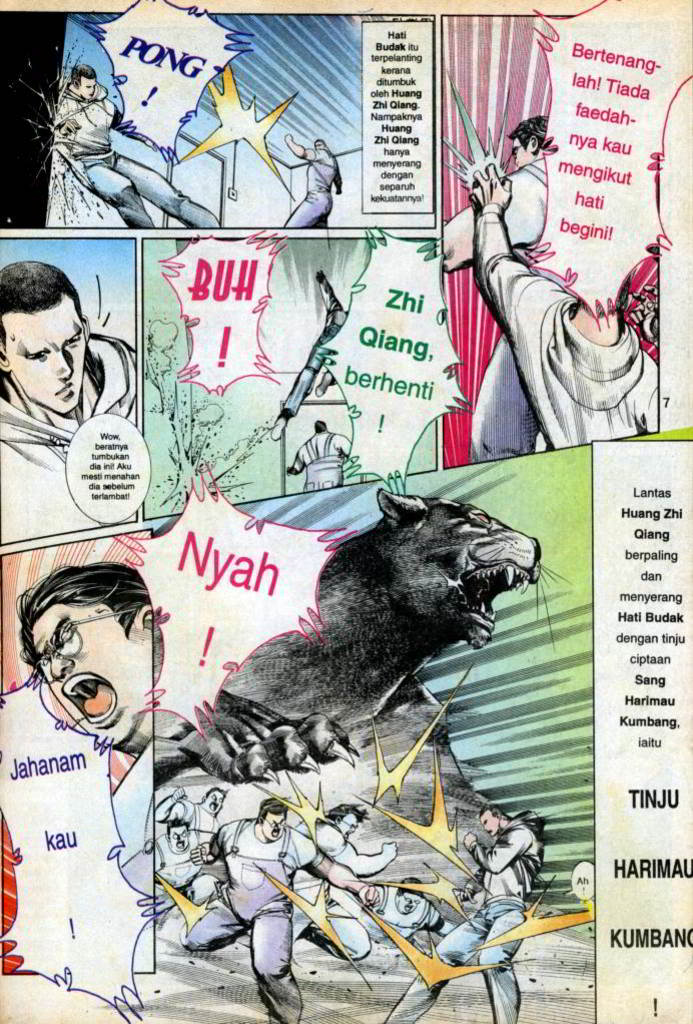 PONG
!
Hati
Budak itu
terpelanting
kerana
ditumbuk
oleh Huang
Zhi Qiang.
Nampaknya
Huang
Zhi Qiang
hanya
menyerang
dengan
separuh
kekuatannya!
Bertenang-
lah! Tiada
faedah-
nya kau
mengikut
hati
begini!
Wow,
beratnya
tumbukan
dia ini! Aku
mesti menahan
dia sebelum
terlambat!
BUH
!
Zhi
Qiang,
berhenti
!
7
Nyah
!
Jahanam
kau
!
Lantas
Huang Zhi
Qiang
berpaling
dan
menyerang
Hati Budak
dengan tinju
ciptaan
Sang
Harimau
Kumbang,
iaitu
TINJU
HARIMAU
KUMBANG
!
Ah
!